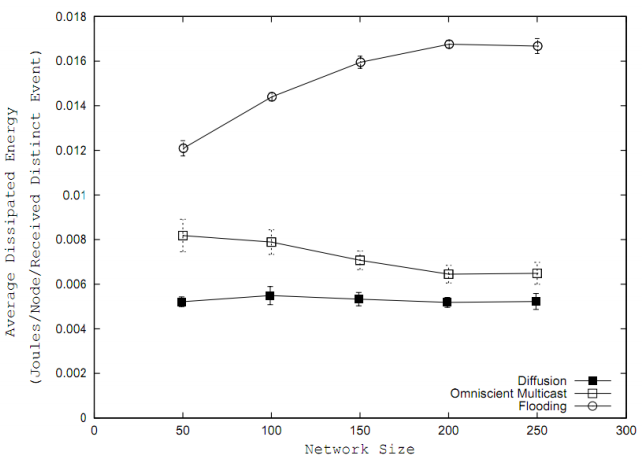 0.018
0.016
0.014
0.012
0.01
0.008
0.006
0.004
0.002
0
Average Dissipated Energy
(Joules/Node/Received Distinct Event)
Diffusion
Omniscient Multicast
Flooding
0 50 100 150 200 250 300
Network Size